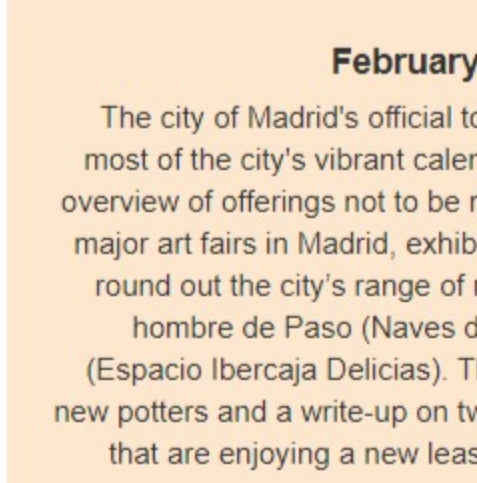 February
The city of Madrid's official
most of the city's vibrant
overview of offerings not to be
major art fairs in Madrid,
round out the city’s range of
hombre de Paso (Naves
(Espacio Ibercaja Delicias).
new potters and a write-up on
that are enjoying a new